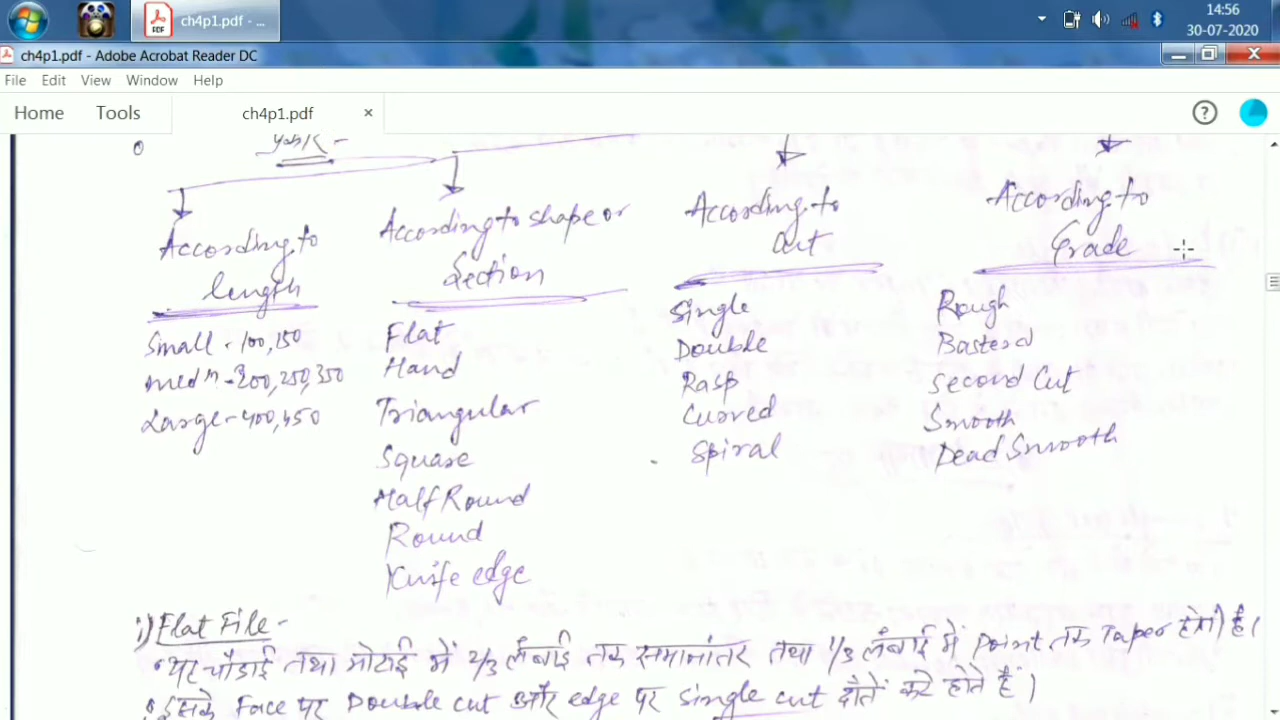 ch4p1.pdf - ...
14:56
30-07-2020
ch4p1.pdf - Adobe Acrobat Reader DC
File Edit View Window Help
Home Tools ch4p1.pdf ×
According to length
Small - 100, 150
medm - 200, 250, 350
Large - 400, 450
According to shape or Section
Flat
Hand
Triangular
Square
Half Round
Round
Knife edge
According to Cut
Single
Double
Rasp
Curved
Spiral
According to Grade
Rough
Basterd
Second Cut
Smooth
Dead Smooth
i) Flat File -
यह चौडाई तथा मोटाई में 2/3 लंबाई तक समानांतर तथा 1/3 लंबाई में Point तक Taper होता है।
इसके Face पर Double cut और edge पर Single cut दाँते कटे होते हैं।